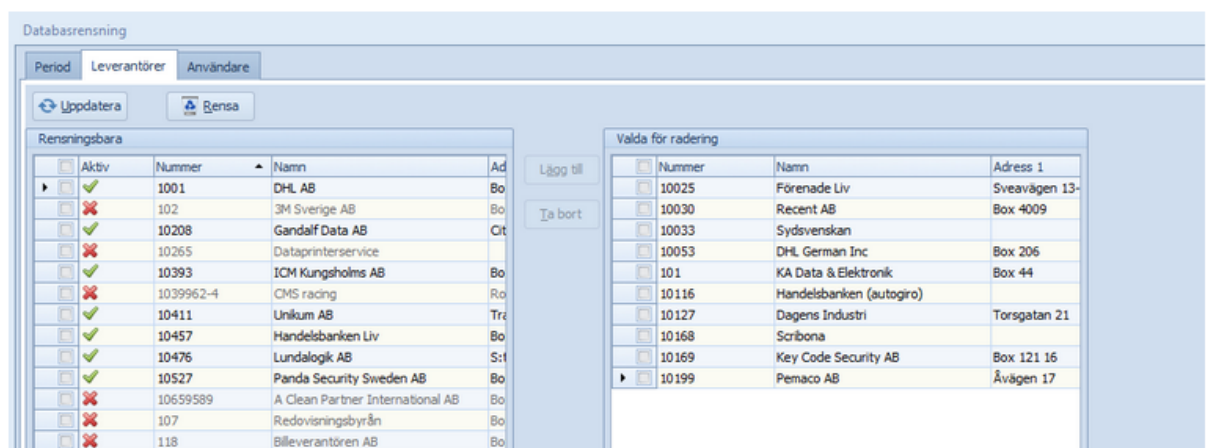 Databasrensning
Period Leverantörer Användare
Uppdatera Rensa
Rensningsbara
Aktiv Nummer Namn Ad
1001 DHL AB Bo
102 3M Sverige AB Bo
10208 Gandalf Data AB Cit
10265 Dataprinterservice
10393 ICM Kungsholms AB Bo
1039962-4 CMS racing Ro
10411 Unikum AB Tra
10457 Handelsbanken Liv Bo
10476 Lundalogik AB S:t
10527 Panda Security Sweden AB Bo
10659589 A Clean Partner International AB Bo
107 Redovisningsbyrån Bo
118 Billeverantören AB Bo
Lägg till
Ta bort
Valda för radering
Nummer Namn Adress 1
10025 Förenade Liv Sveavägen 13-
10030 Recent AB Box 4009
10033 Sydsvenskan
10053 DHL German Inc Box 206
101 KA Data & Elektronik Box 44
10116 Handelsbanken (autogiro)
10127 Dagens Industri Torsgatan 21
10168 Scribona
10169 Key Code Security AB Box 121 16
10199 Pemaco AB Åvägen 17